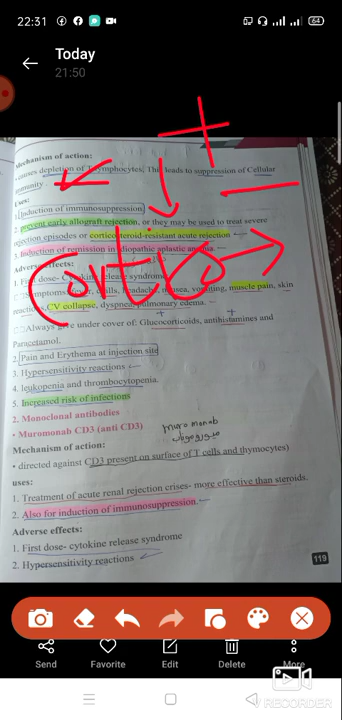 22:31
64
Today
21:50
Mechanism of action:
causes depletion of T lymphocytes; This leads to suppression of Cellular
immunity.
Uses:
Induction of immunosuppression
2. Prevent early allograft rejection, or they may be used to treat severe
rejection episodes or corticosteroid-resistant acute rejection
3. Induction of remission in idiopathic aplastic
+
Cortico
Adverse
1. First dose- Cytokine release syndrome
headache, nausea, vomiting, muscle pain, skin
CV collapse, dyspnea, pulmonary edema.
Always give under cover of: Glucocorticoids, antihistamines and
Paracetamol.
2. Pain and Erythema at injection site
3. Hypersensitivity reactions
4. leukopenia and thrombocytopenia.
5. Increased risk of infections
2. Monoclonal antibodies
• Muromonab CD3 (anti CD3)
Muromonab
Mechanism of action:
• directed against CD3 present on surface of T cells and thymocytes)
uses:
1. Treatment of acute renal rejection crises- more effective than steroids.
2. Also for induction of immunosuppression.
Adverse effects:
1. First dose- cytokine release syndrome
2. Hypersensitivity reactions
119
Send
Favorite
Edit
Delete
More